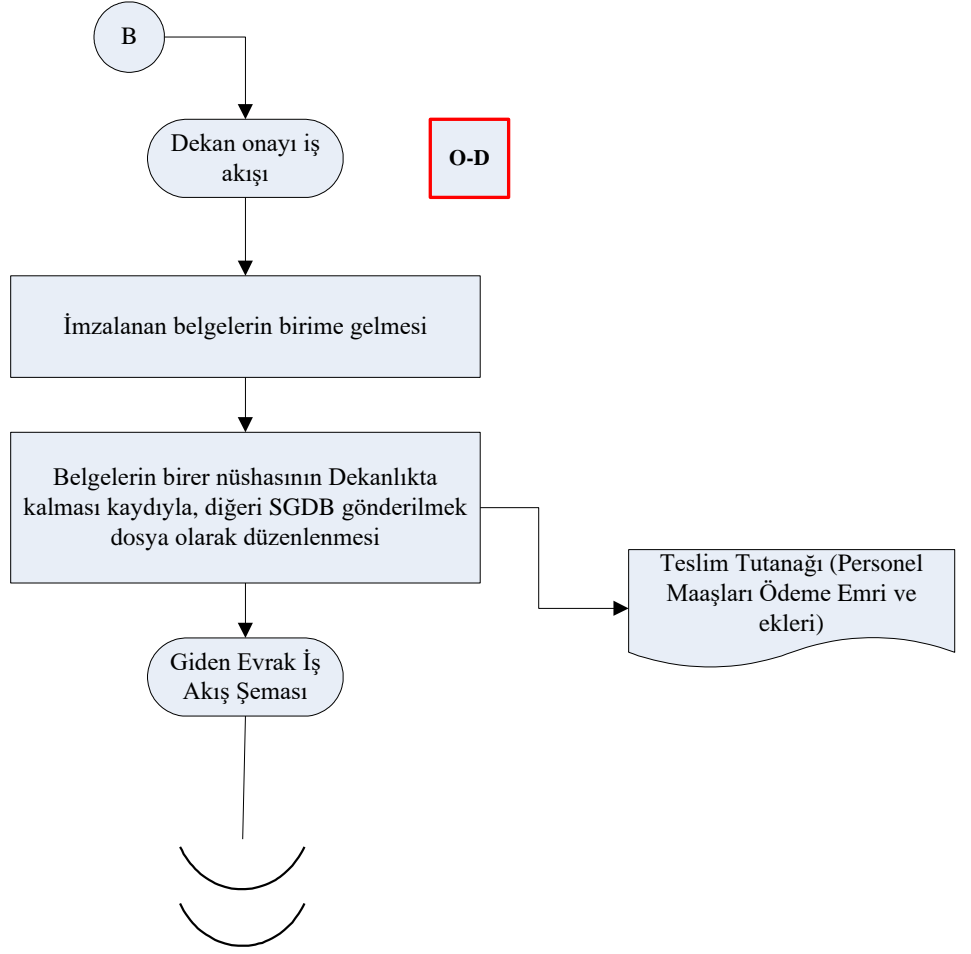 B
Dekan onayı iş
akışı
O-D
İmzalanan belgelerin birime gelmesi
Belgelerin birer nüshasının Dekanlıkta
kalması kaydıyla, diğeri SGDB gönderilmek
dosya olarak düzenlenmesi
Teslim Tutanağı (Personel
Maaşları Ödeme Emri ve
ekleri)
Giden Evrak İş
Akış Şeması